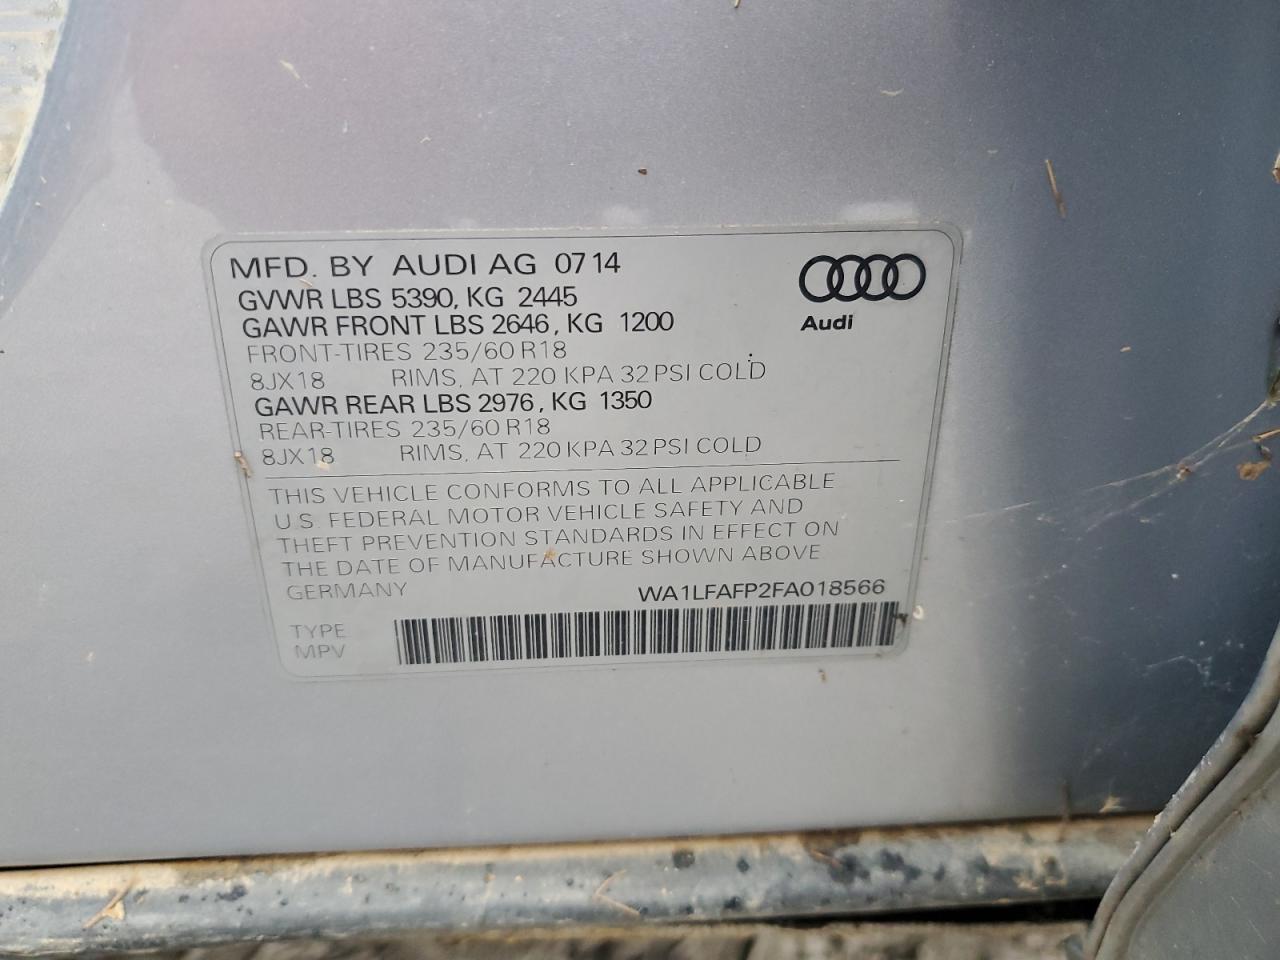 MFD. BY AUDI AG 0714
GVWR LBS 5390, KG 2445
GAWR FRONT LBS 2646, KG 1200
FRONT-TIRES 235/60 R18
8JX18 RIMS, AT 220 KPA 32 PSI COLD
GAWR REAR LBS 2976, KG 1350
REAR-TIRES 235/60 R18
8JX18 RIMS, AT 220 KPA 32 PSI COLD
Audi
THIS VEHICLE CONFORMS TO ALL APPLICABLE
U.S. FEDERAL MOTOR VEHICLE SAFETY AND
THEFT PREVENTION STANDARDS IN EFFECT ON
THE DATE OF MANUFACTURE SHOWN ABOVE
GERMANY WA1LFAFP2FA018566
TYPE
MPV